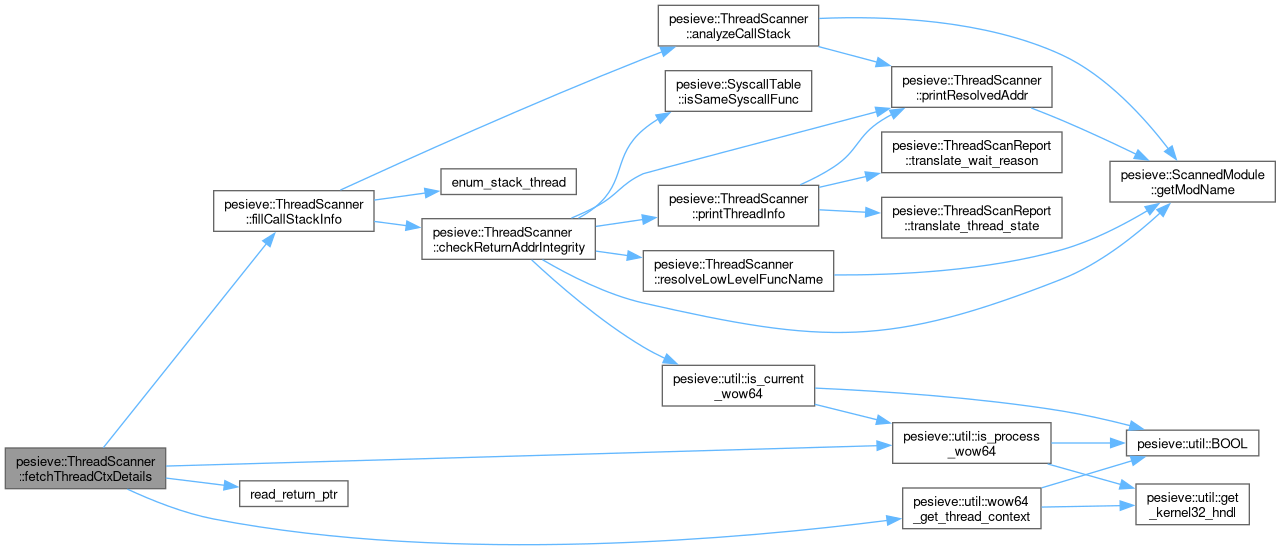 pesieve::ThreadScanner
::analyzeCallStack
pesieve::SyscallTable
::isSameSyscallFunc
pesieve::ThreadScanner
::printResolvedAddr
pesieve::ThreadScanReport
::translate_wait_reason
enum_stack_thread
pesieve::ScannedModule
::getModName
pesieve::ThreadScanner
::fillCallStackInfo
pesieve::ThreadScanner
::printThreadInfo
pesieve::ThreadScanReport
::translate_thread_state
pesieve::ThreadScanner
::checkReturnAddrIntegrity
pesieve::ThreadScanner
::resolveLowLevelFuncName
pesieve::util::is_current
_wow64
pesieve::util::is_process
_wow64
pesieve::util::BOOL
pesieve::ThreadScanner
::fetchThreadCtxDetails
read_return_ptr
pesieve::util::wow64
_get_thread_context
pesieve::util::get
_kernel32_hndl